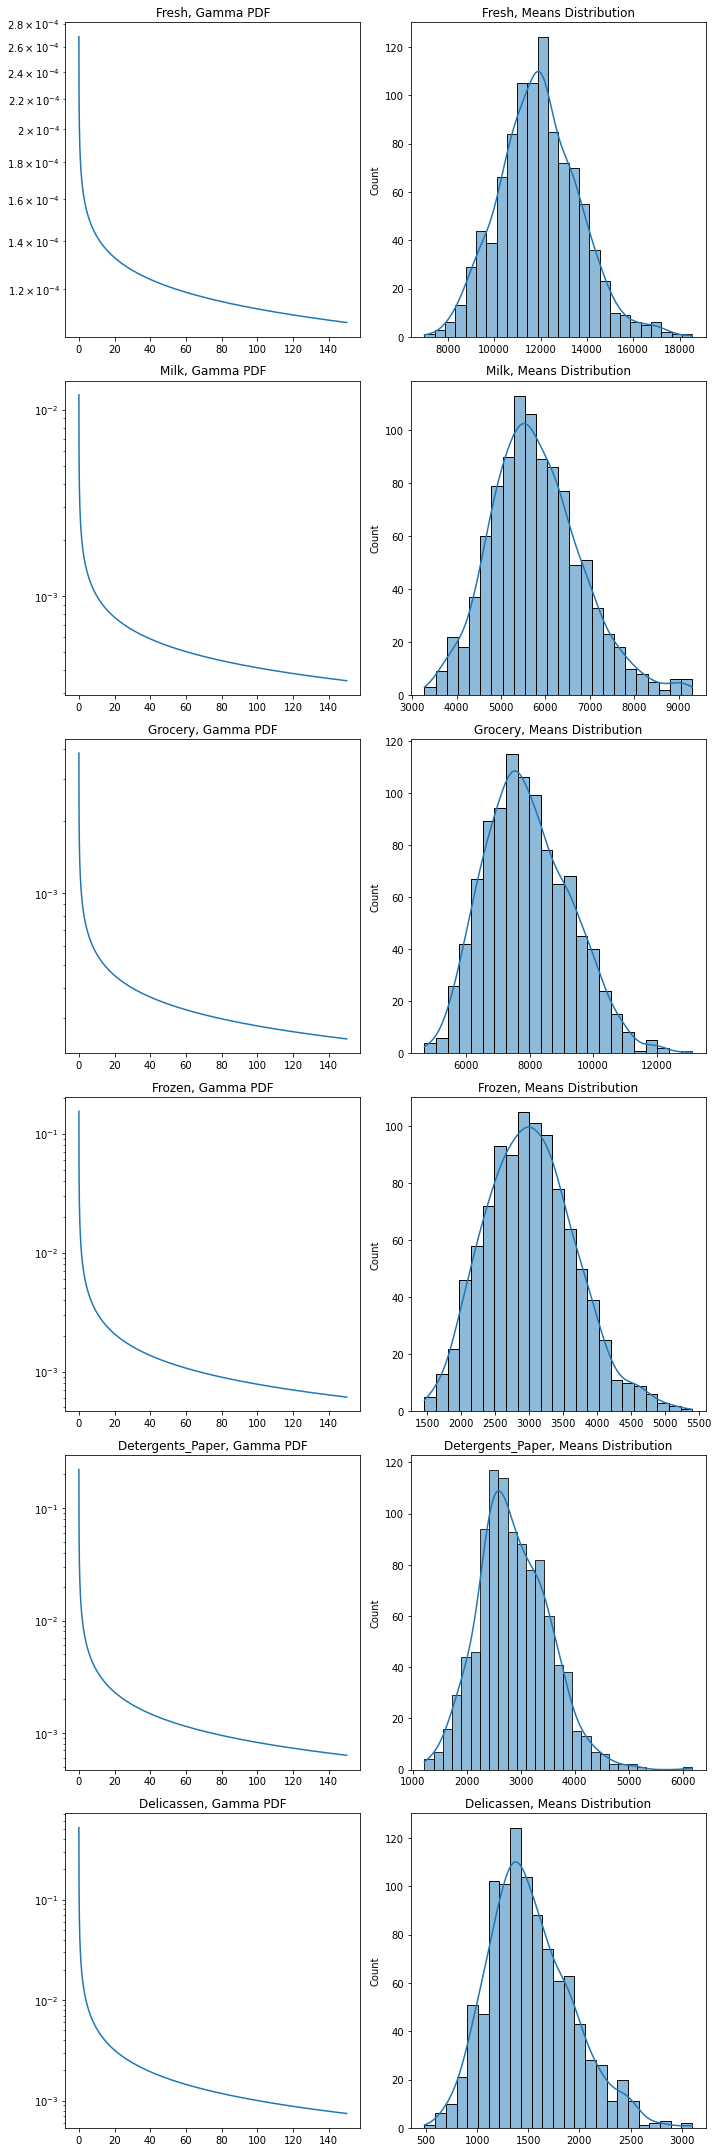 Fresh, Gamma PDF
2.8 × 10⁻⁴
2.6 × 10⁻⁴
2.4 × 10⁻⁴
2.2 × 10⁻⁴
2 × 10⁻⁴
1.8 × 10⁻⁴
1.6 × 10⁻⁴
1.4 × 10⁻⁴
1.2 × 10⁻⁴
0 20 40 60 80 100 120 140
Fresh, Means Distribution
Count
120
100
80
60
40
20
0
8000 10000 12000 14000 16000 18000
Milk, Gamma PDF
10⁻²
10⁻³
0 20 40 60 80 100 120 140
Milk, Means Distribution
Count
100
80
60
40
20
0
3000 4000 5000 6000 7000 8000 9000
Grocery, Gamma PDF
10⁻³
0 20 40 60 80 100 120 140
Grocery, Means Distribution
Count
120
100
80
60
40
20
0
6000 8000 10000 12000
Frozen, Gamma PDF
10⁻¹
10⁻²
10⁻³
0 20 40 60 80 100 120 140
Frozen, Means Distribution
Count
100
80
60
40
20
0
1500 2000 2500 3000 3500 4000 4500 5000 5500
Detergents_Paper, Gamma PDF
10⁻¹
10⁻²
10⁻³
0 20 40 60 80 100 120 140
Detergents_Paper, Means Distribution
Count
120
100
80
60
40
20
0
1000 2000 3000 4000 5000 6000
Delicassen, Gamma PDF
10⁻¹
10⁻²
10⁻³
0 20 40 60 80 100 120 140
Delicassen, Means Distribution
Count
120
100
80
60
40
20
0
500 1000 1500 2000 2500 3000